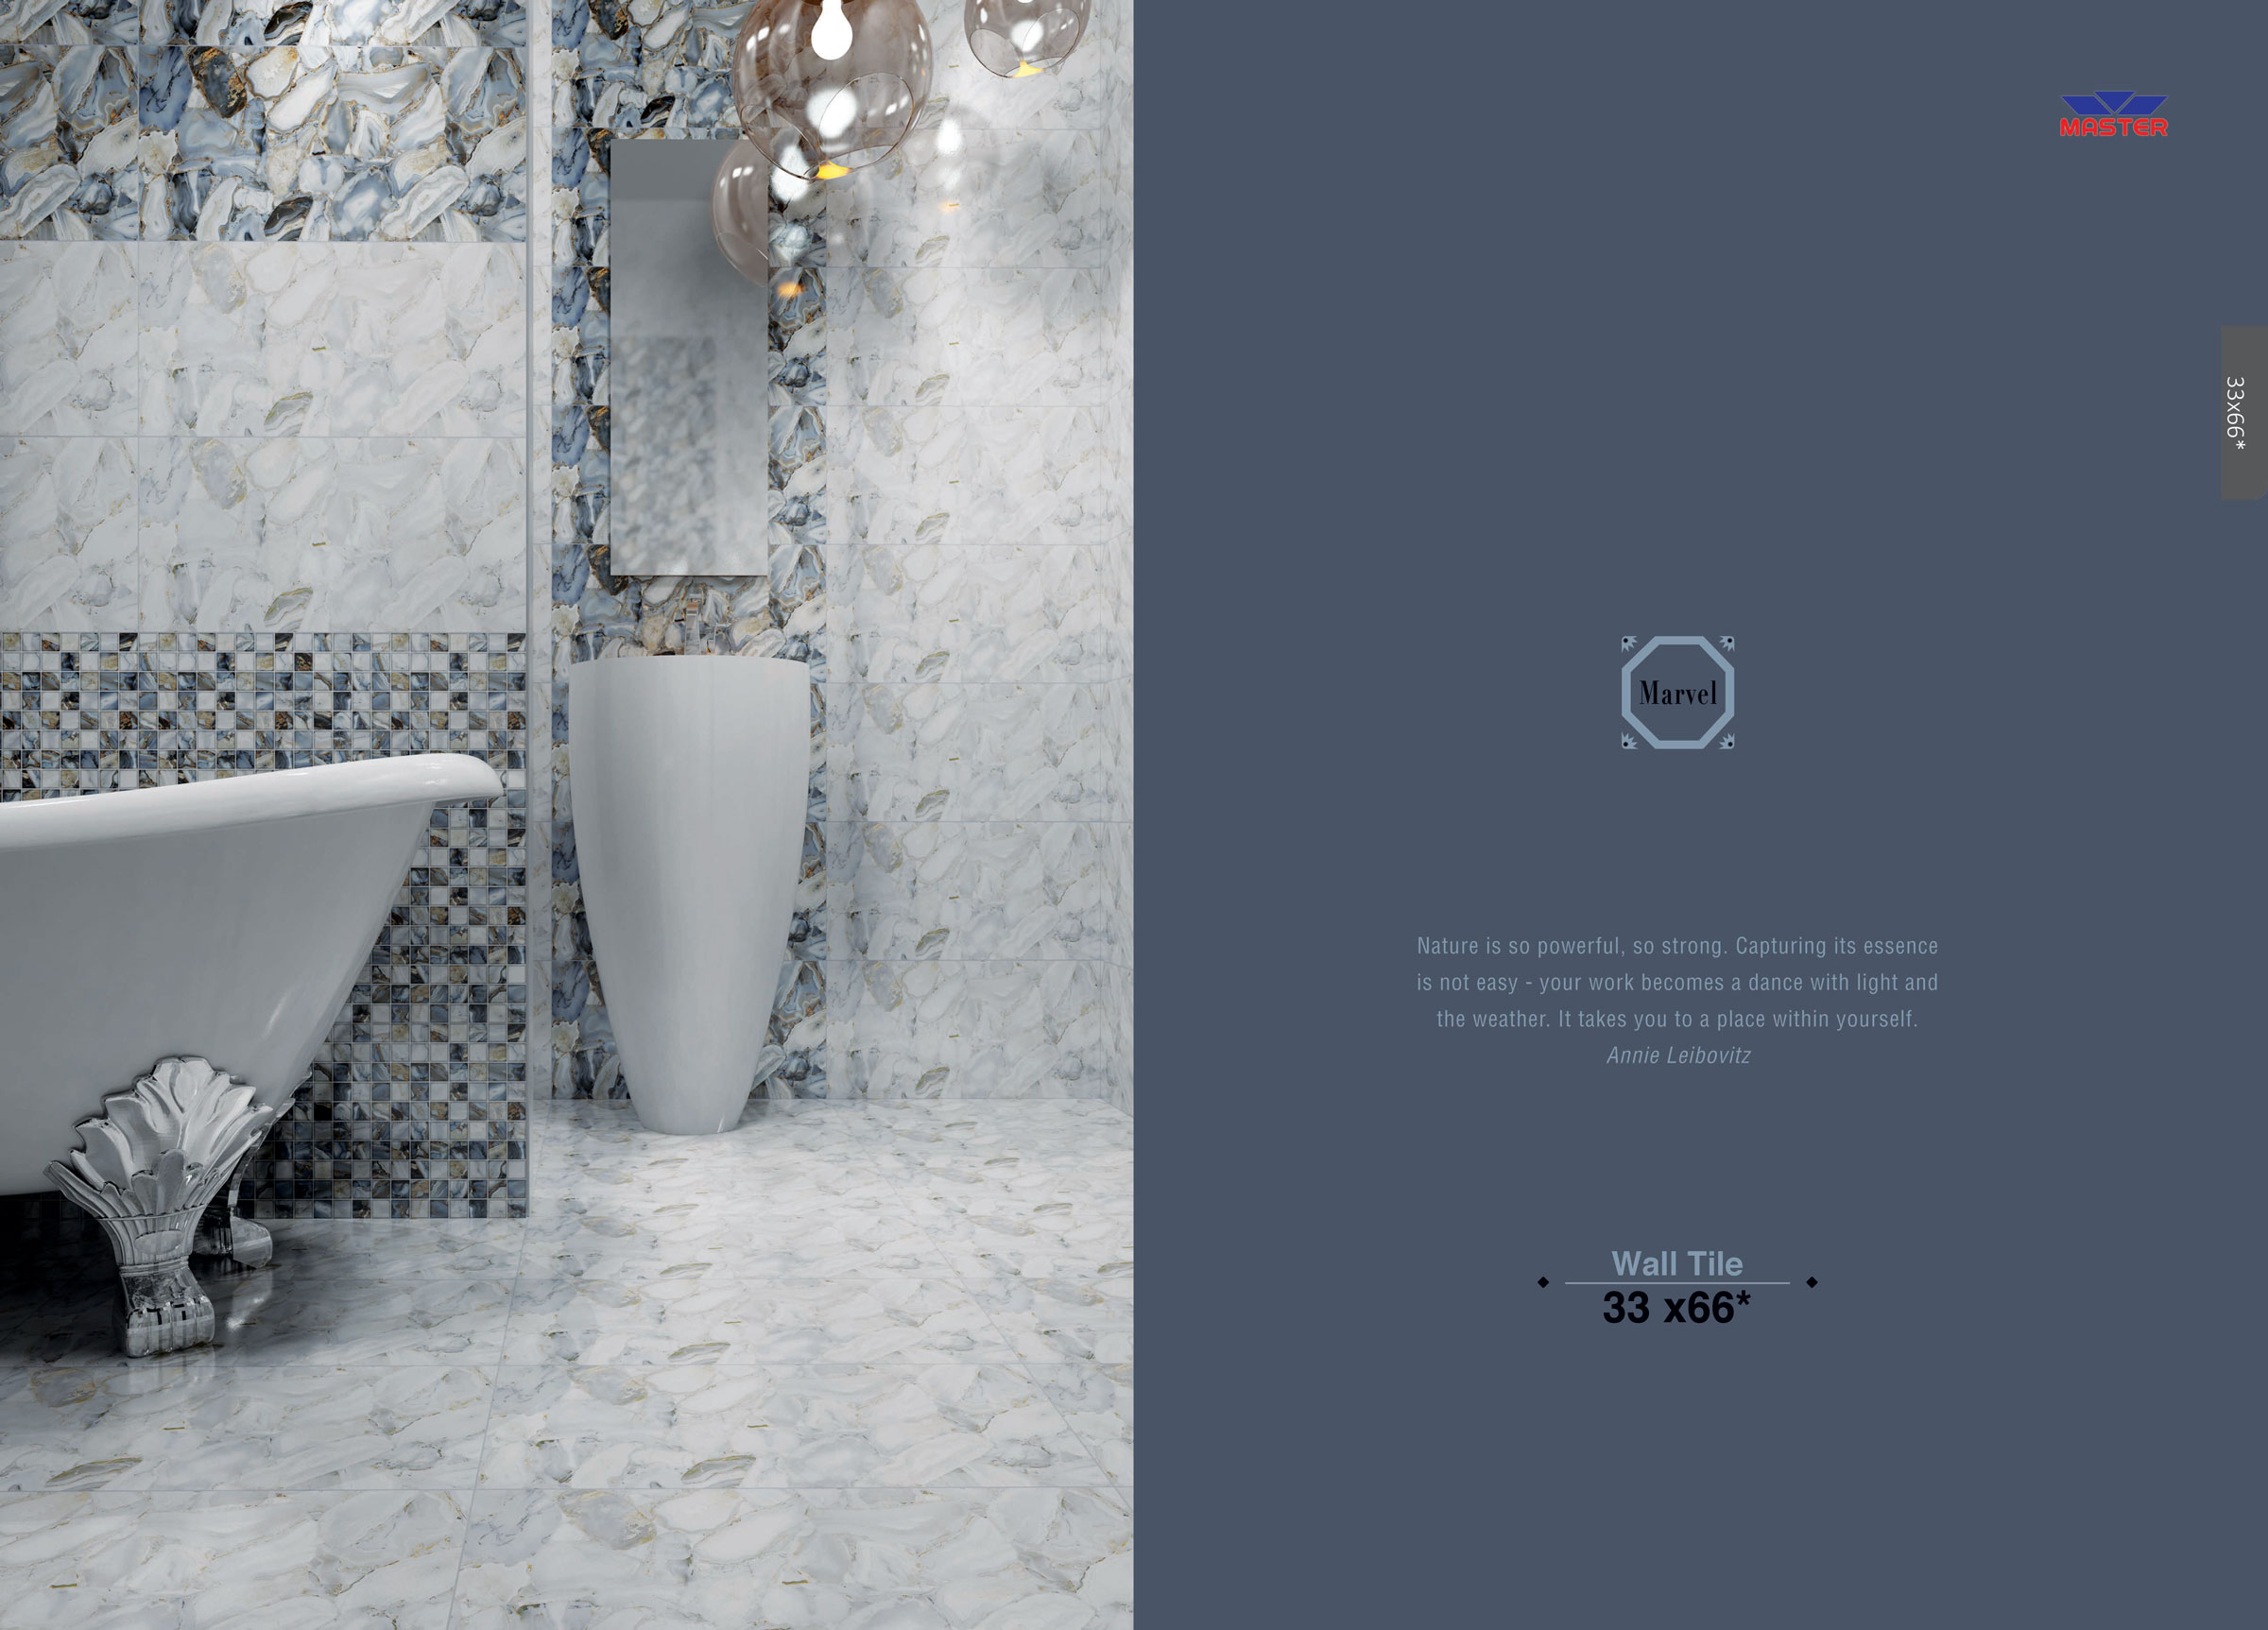 MASTER
33x66*
Marvel
Nature is so powerful, so strong. Capturing its essence
is not easy - your work becomes a dance with light and
the weather. It takes you to a place within yourself.
Annie Leibovitz
Wall Tile
33 x66*